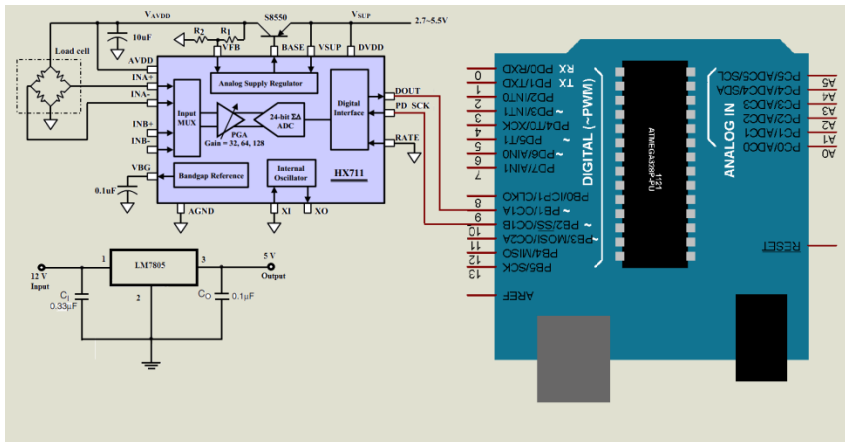 VAVDD
S8550
VSUP
2.7~5.5V
R2
R1
10uF
Load cell
VFB
BASE
VSUP
DVDD
AVDD
INA+
INA-
INB+
INB-
VBG
0.1uF
Analog Supply Regulator
Input
MUX
PGA
Gain = 32, 64, 128
24-bit ΣΔ
ADC
Digital
Interface
Internal
Oscillator
Bandgap Reference
HX711
AGND
XI
XO
DOUT
PD_SCK
RATE
LM7805
1
2
3
12 V
Input
5 V
Output
CI
0.33µF
CO
0.1µF
0
PD0/RXD
RX
1
PD1/TXD
TX
2
PD2/INT0
3
PD3/INT1
~
4
PD4/T0/XCK
5
PD5/T1
~
6
PD6/AIN0
~
7
PD7/AIN1
8
PB0/ICP1/CLKO
9
PB1/OC1A
~
10
PB2/SS/OC1B
~
11
PB3/MOSI/OC2A
~
12
PB4/MISO
13
PB5/SCK
AREF
DIGITAL (~PWM)
ATMEGA328P-PU
1121
ANALOG IN
PC5/ADC5/SCL
A5
PC4/ADC4/SDA
A4
PC3/ADC3
A3
PC2/ADC2
A2
PC1/ADC1
A1
PC0/ADC0
A0
RESET